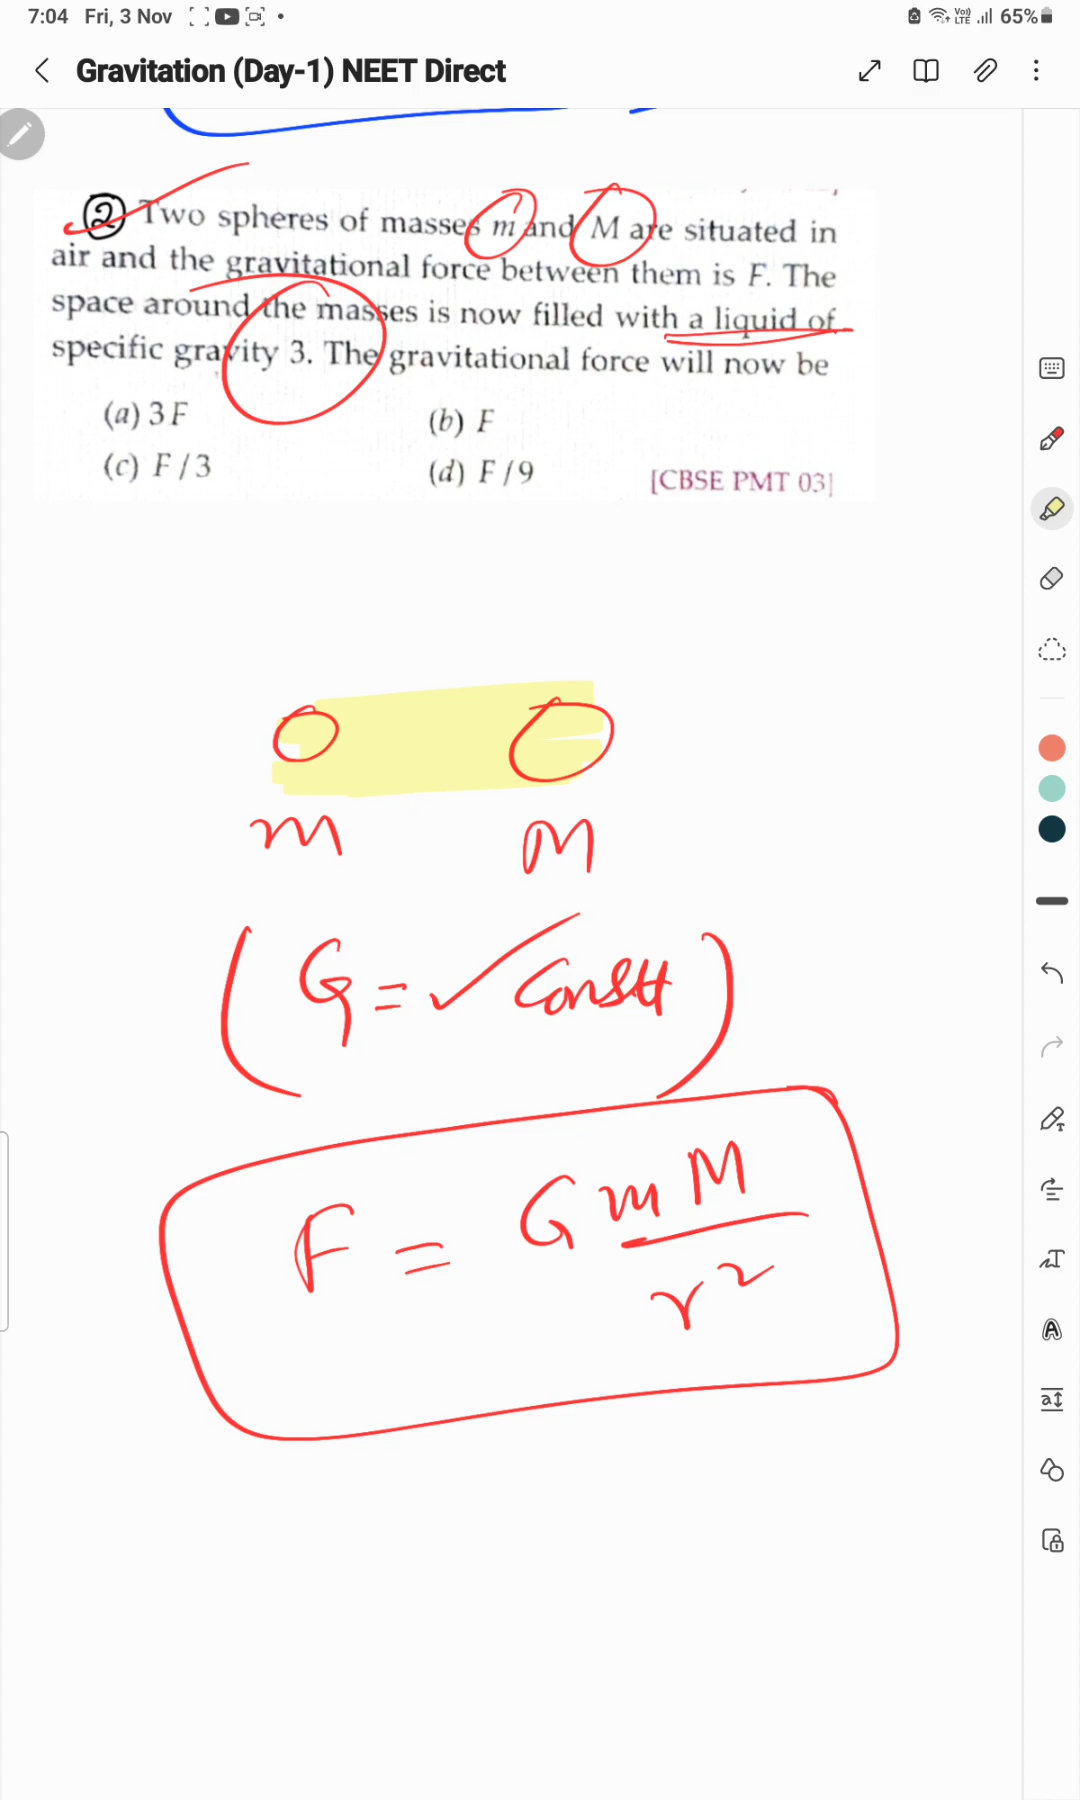 7:04 Fri, 3 Nov
65%
Gravitation (Day-1) NEET Direct
② Two spheres of masses m and M are situated in
air and the gravitational force between them is F. The
space around the masses is now filled with a liquid of
specific gravity 3. The gravitational force will now be
(a) 3F (b) F
(c) F/3 (d) F/9 [CBSE PMT 03]
m M
G =
F = G m M
r²